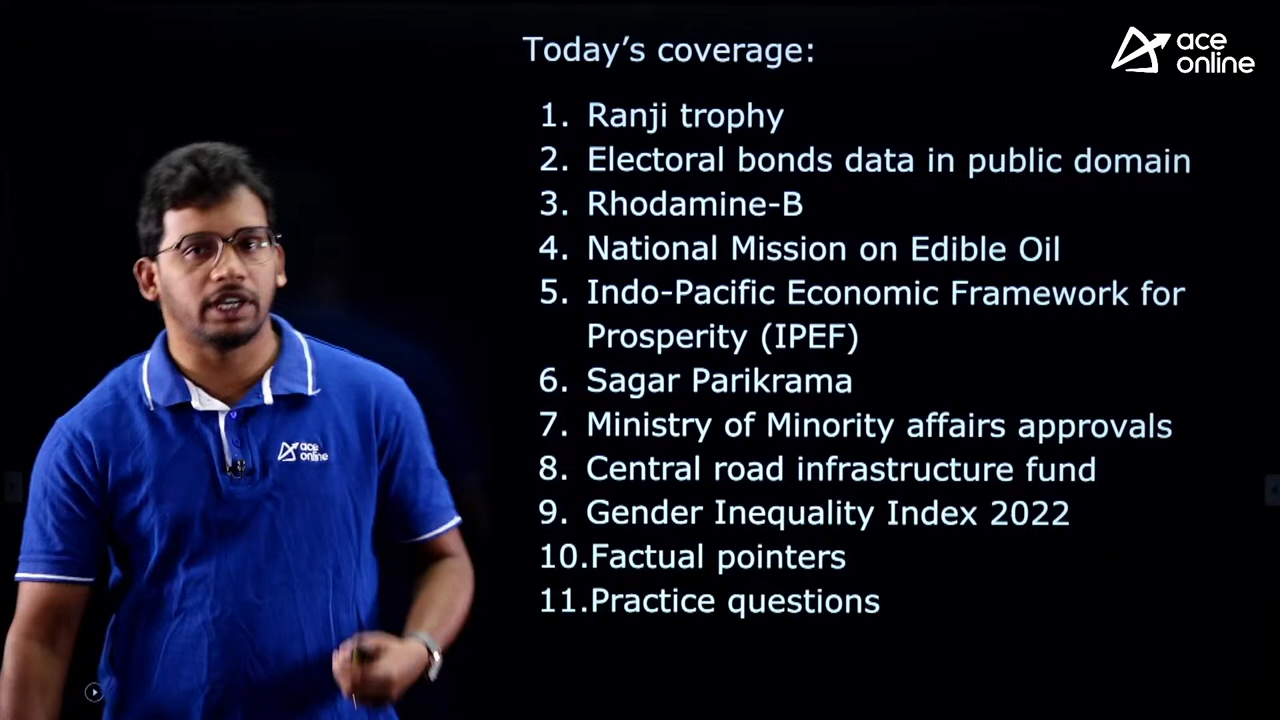 Today's coverage:
ace
online
1. Ranji trophy
2. Electoral bonds data in public domain
3. Rhodamine-B
4. National Mission on Edible Oil
5. Indo-Pacific Economic Framework for
Prosperity (IPEF)
6. Sagar Parikrama
7. Ministry of Minority affairs approvals
8. Central road infrastructure fund
9. Gender Inequality Index 2022
10.Factual pointers
11.Practice questions
ace
online